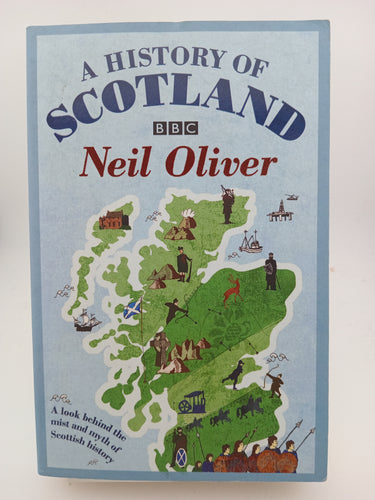 A HISTORY OF
SCOTLAND
BBC
Neil Oliver
A look behind the
mist and myth of
Scottish history